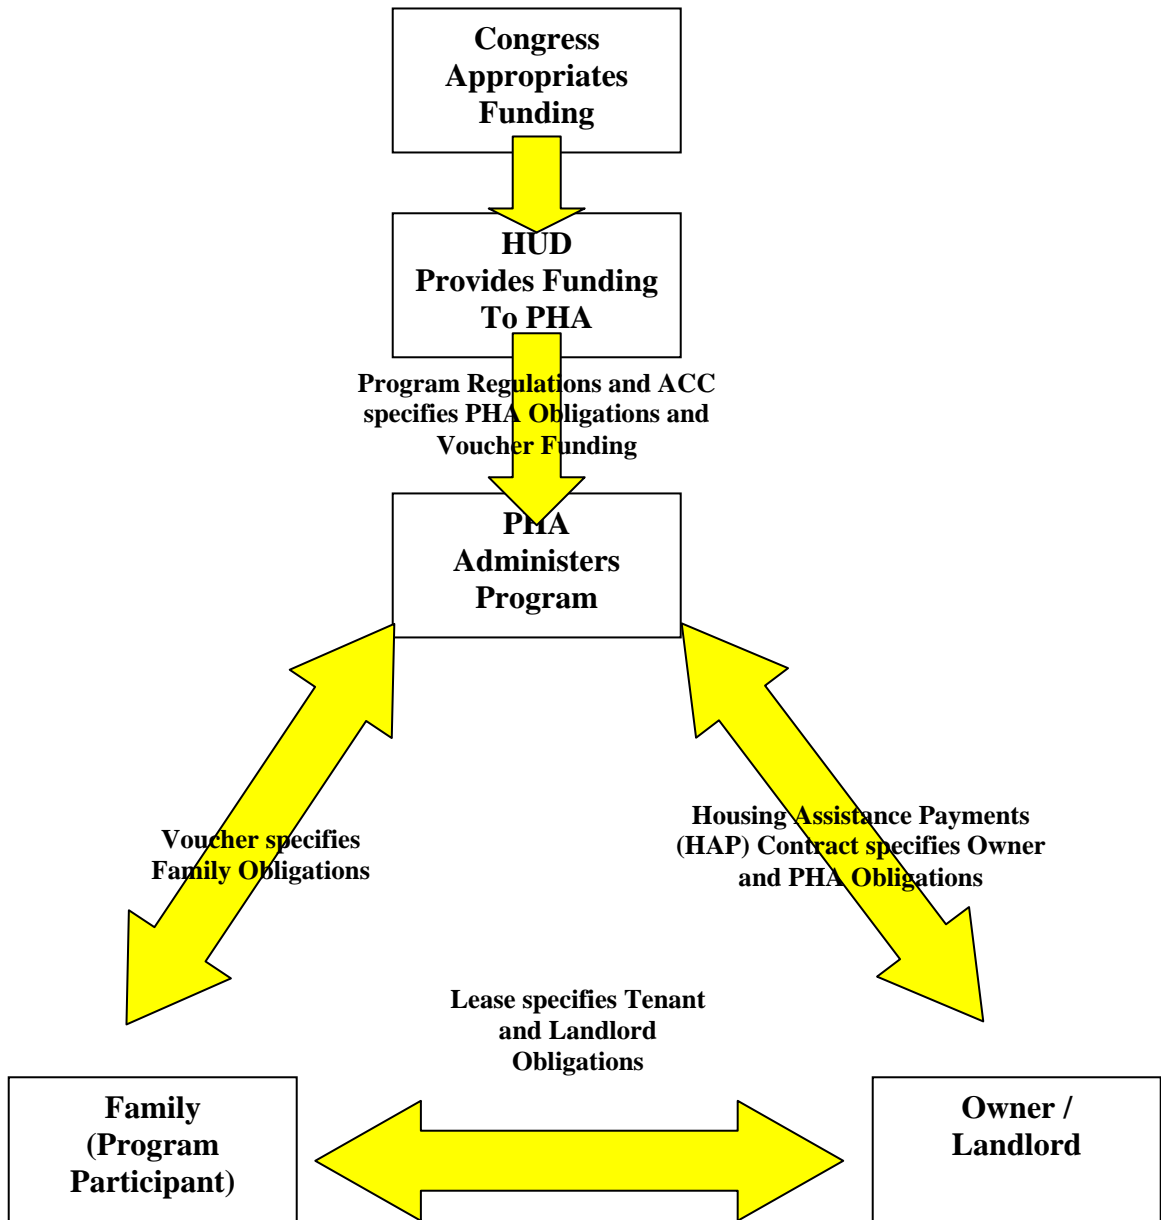 Congress
Appropriates
Funding
HUD
Provides Funding
To PHA
Program Regulations and ACC
specifies PHA Obligations and
Voucher Funding
PHA
Administers
Program
Voucher specifies
Family Obligations
Housing Assistance Payments
(HAP) Contract specifies Owner
and PHA Obligations
Lease specifies Tenant
and Landlord
Obligations
Family
(Program
Participant)
Owner /
Landlord